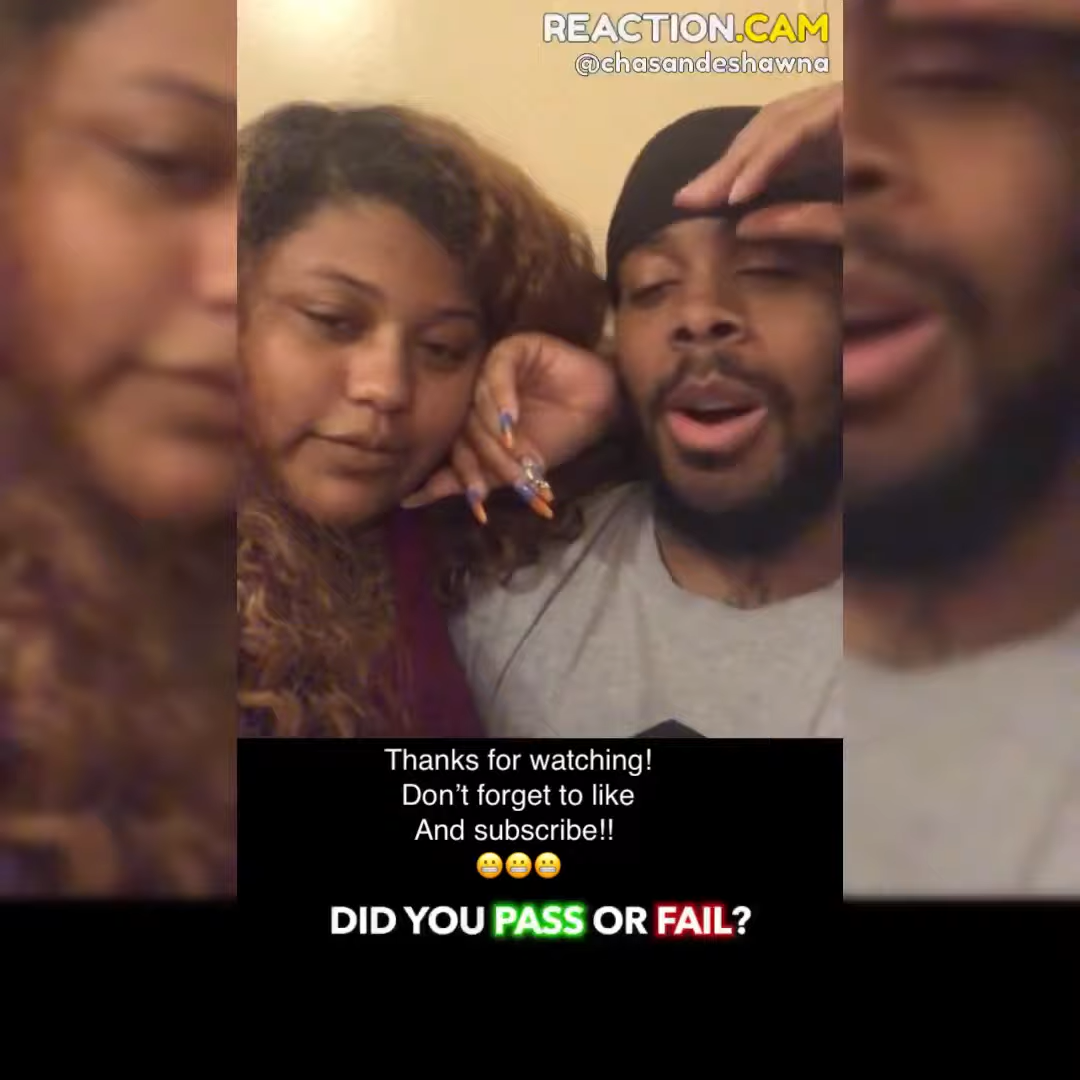 REACTION.CAM
@chasandeshawna
Thanks for watching!
Don't forget to like
And subscribe!!
😬😬😬
DID YOU PASS OR FAIL?